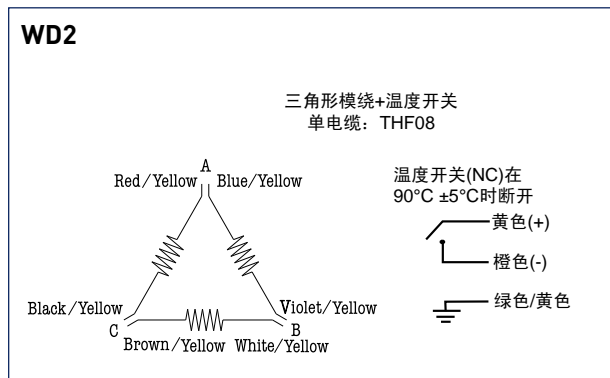 WD2
三角形模绕+温度开关
单电缆：THF08
A
Red/Yellow Blue/Yellow
温度开关(NC)在
90°C ±5°C时断开
黄色(+)
橙色(-)
绿色/黄色
Black/Yellow Violet/Yellow
C B
Brown/Yellow White/Yellow